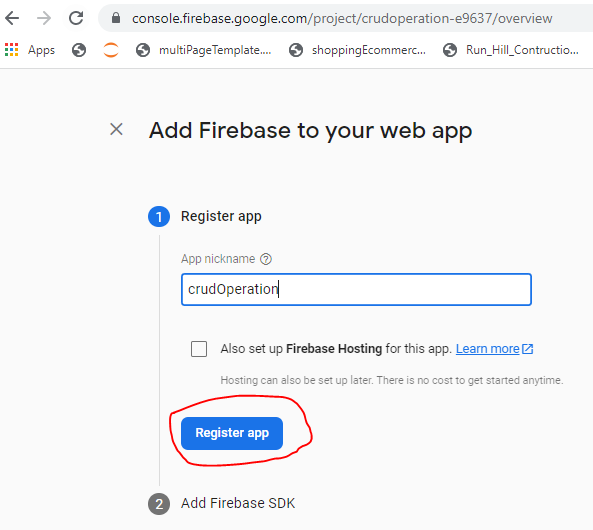 console.firebase.google.com/project/crudoperation-e9637/overview
Apps multiPageTemplate.... shoppingEcommerc... Run_Hill_Contructio...
Add Firebase to your web app
1 Register app
App nickname ?
crudOperation
Also set up Firebase Hosting for this app. Learn more
Hosting can also be set up later. There is no cost to get started anytime.
Register app
2 Add Firebase SDK